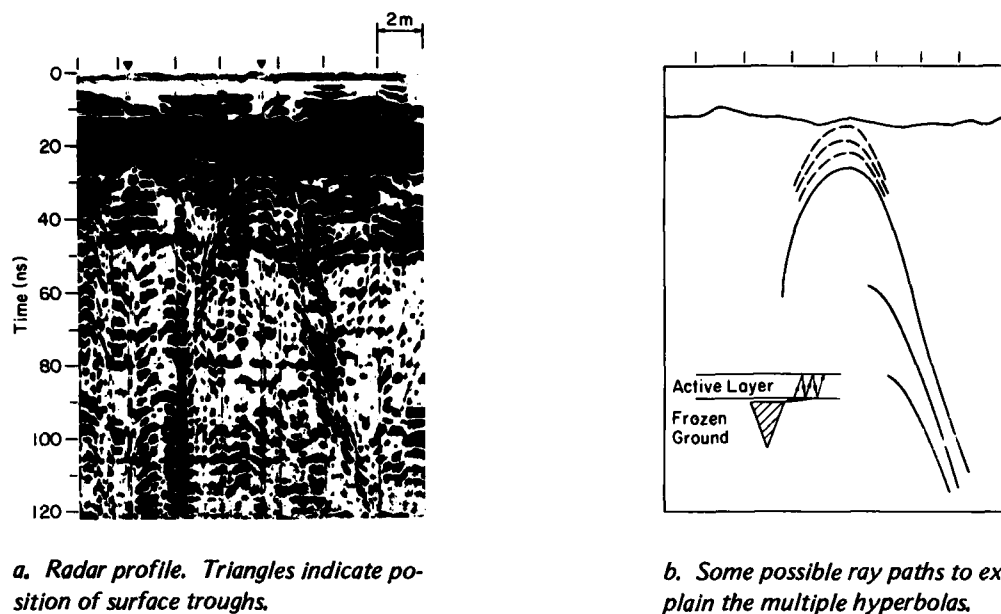 2m
0
20
40
60
80
100
120
Time (ns)
Active Layer
Frozen
Ground
a. Radar profile. Triangles indicate po-
sition of surface troughs.
b. Some possible ray paths to ex
plain the multiple hyperbolas.